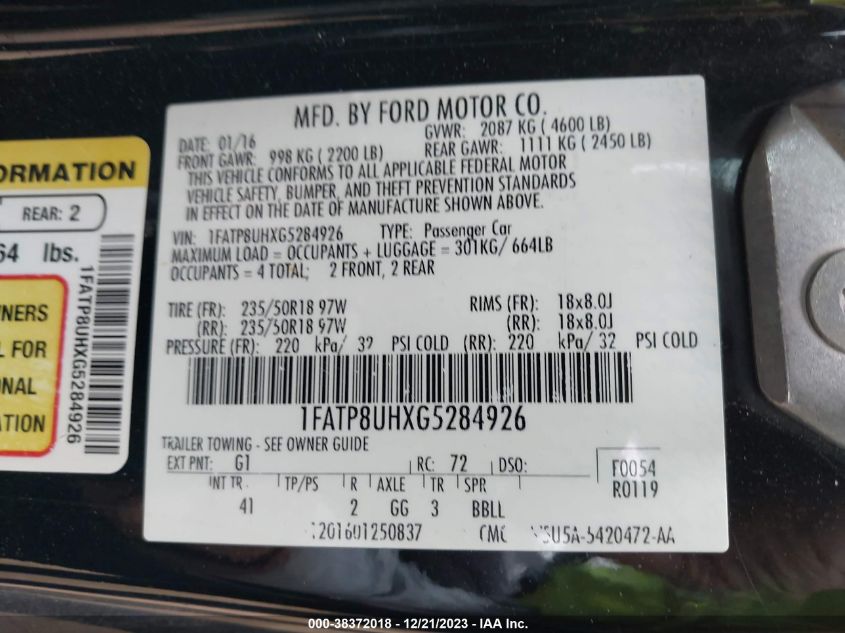 MFD. BY FORD MOTOR CO.
DATE: 01/16 GVWR: 2087 KG ( 4600 LB)
FRONT GAWR: 998 KG ( 2200 LB) REAR GAWR: 1111 KG ( 2450 LB)
THIS VEHICLE CONFORMS TO ALL APPLICABLE FEDERAL MOTOR
VEHICLE SAFETY, BUMPER, AND THEFT PREVENTION STANDARDS
IN EFFECT ON THE DATE OF MANUFACTURE SHOWN ABOVE.
VIN: 1FATP8UHXG5284926 TYPE: Passenger Car
MAXIMUM LOAD = OCCUPANTS + LUGGAGE = 301KG/ 664LB
OCCUPANTS = 4 TOTAL; 2 FRONT, 2 REAR
TIRE (FR): 235/50R18 97W RIMS (FR): 18x8.0J
(RR): 235/50R18 97W (RR): 18x8.0J
PRESSURE (FR): 220 kPa/ 32 PSI COLD (RR): 220 kPa/ 32 PSI COLD
1FATP8UHXG5284926
TRAILER TOWING - SEE OWNER GUIDE
EXT PNT: G1 RC: 72 DSO: F0054
R0119
INT TR TP/PS R AXLE TR SPR
41 2 GG 3 BBLL
201601250837 CMC 5U5A-5420472-AA
ORMATION
REAR: 2
64 lbs.
1FATP8UHXG5284926
WNERS
L FOR
NAL
ATION
000-38372018 - 12/21/2023 - IAA Inc.